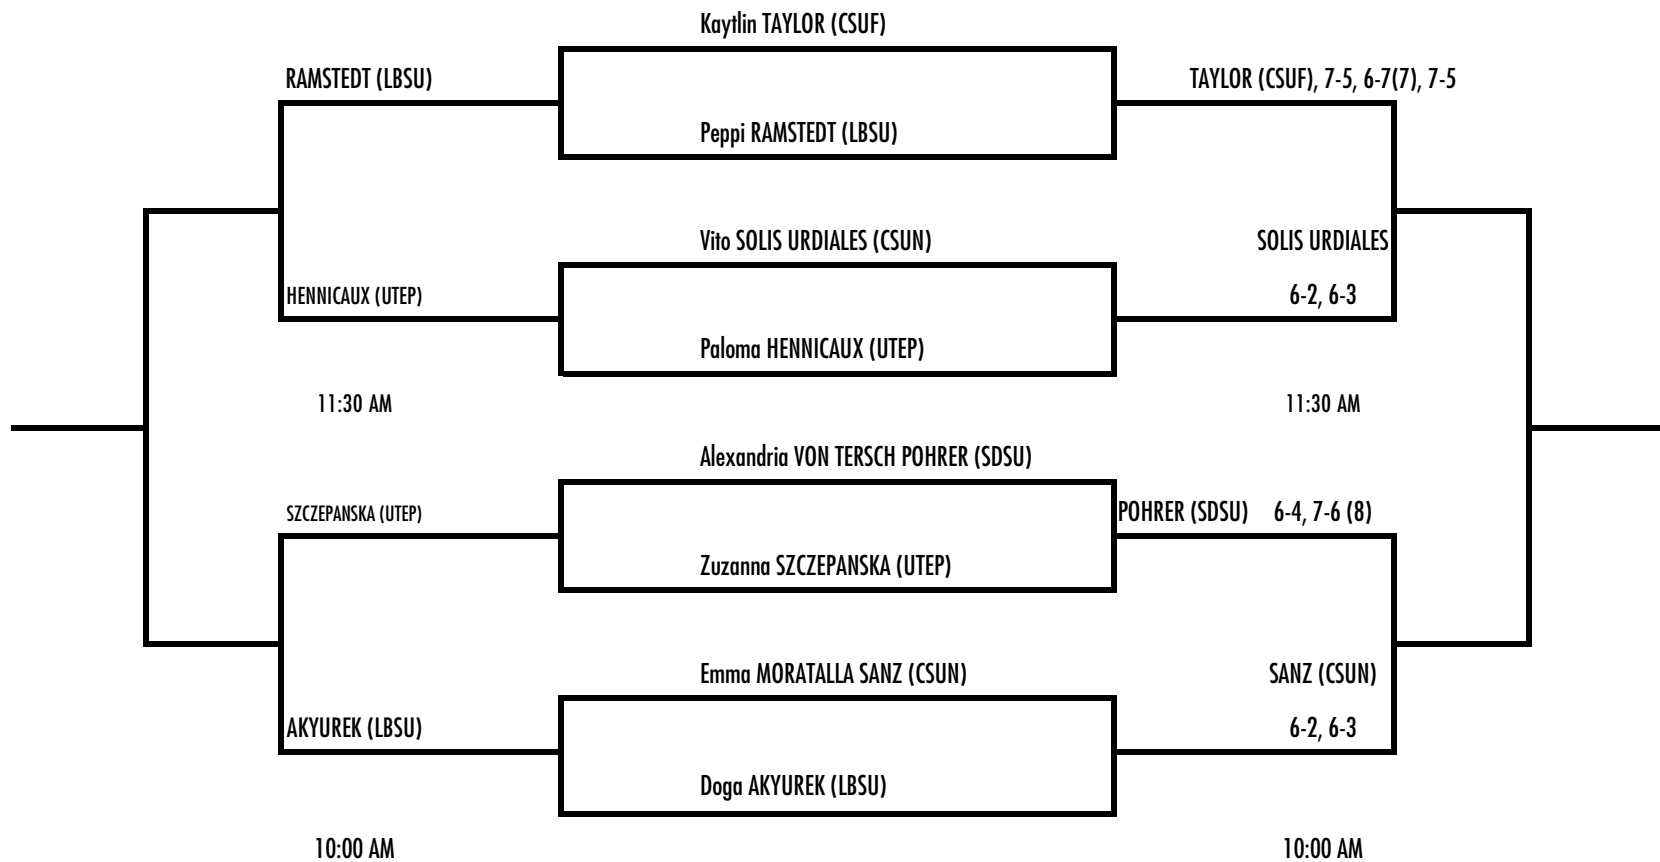 Kaytlin TAYLOR (CSUF)
RAMSTEDT (LBSU)
TAYLOR (CSUF), 7-5, 6-7(7), 7-5
Peppi RAMSTEDT (LBSU)
Vito SOLIS URDIALES (CSUN)
SOLIS URDIALES
HENNICAUX (UTEP)
6-2, 6-3
Paloma HENNICAUX (UTEP)
11:30 AM
11:30 AM
Alexandria VON TERSCH POHRER (SDSU)
SZCZEPANSKA (UTEP)
POHRER (SDSU) 6-4, 7-6 (8)
Zuzanna SZCZEPANSKA (UTEP)
Emma MORATALLA SANZ (CSUN)
SANZ (CSUN)
AKYUREK (LBSU)
6-2, 6-3
Doga AKYUREK (LBSU)
10:00 AM
10:00 AM